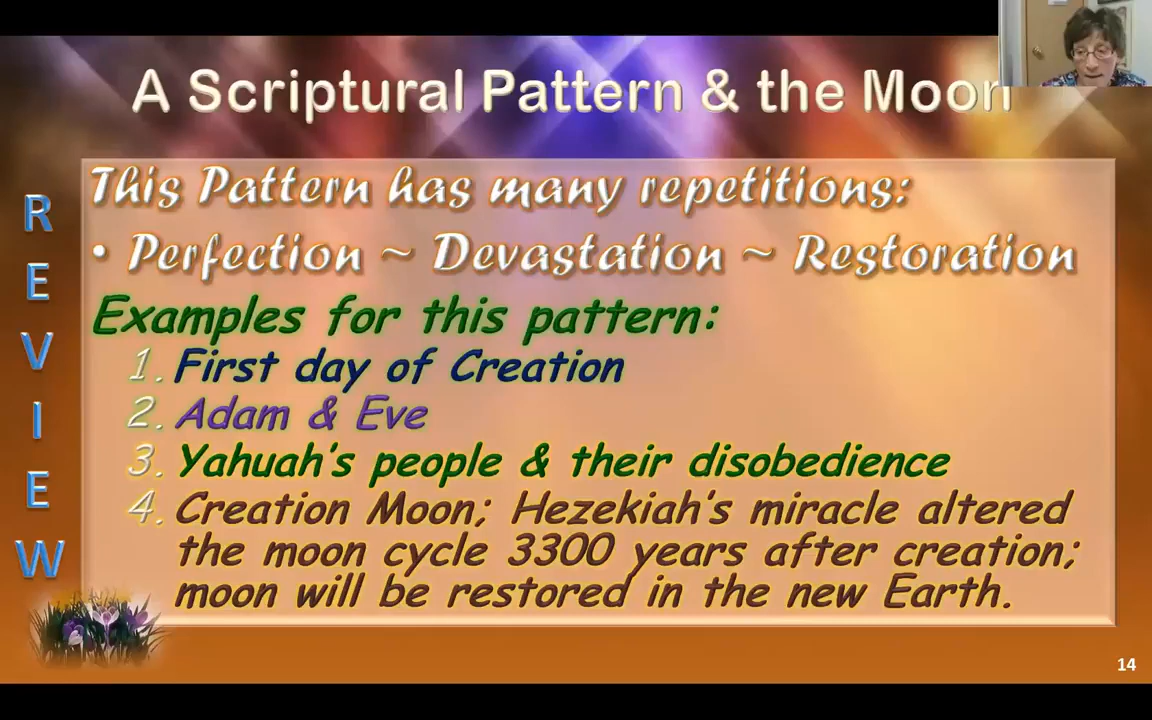 A Scriptural Pattern & the Moon
REVIEW
This Pattern has many repetitions:
• Perfection ~ Devastation ~ Restoration
Examples for this pattern:
1. First day of Creation
2. Adam & Eve
3. Yahuah's people & their disobedience
4. Creation Moon; Hezekiah's miracle altered
the moon cycle 3300 years after creation;
moon will be restored in the new Earth.
14